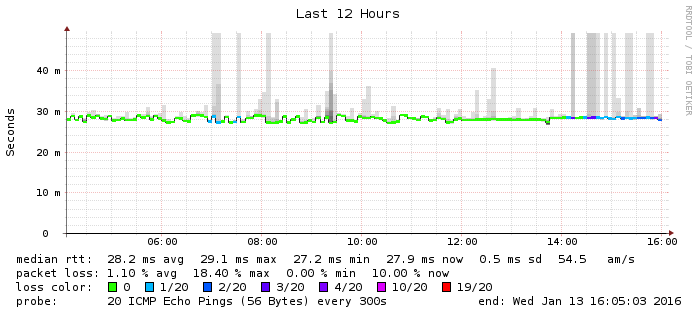 Last 12 Hours
RRDTOOL / TOBI OETIKER
Seconds
40 m
30 m
20 m
10 m
0
06:00 08:00 10:00 12:00 14:00 16:00
median rtt: 28.2 ms avg 29.1 ms max 27.2 ms min 27.9 ms now 0.5 ms sd 54.5 am/s
packet loss: 1.10 % avg 18.40 % max 0.00 % min 10.00 % now
loss color: 0 1/20 2/20 3/20 4/20 10/20 19/20
probe: 20 ICMP Echo Pings (56 Bytes) every 300s end: Wed Jan 13 16:05:03 2016